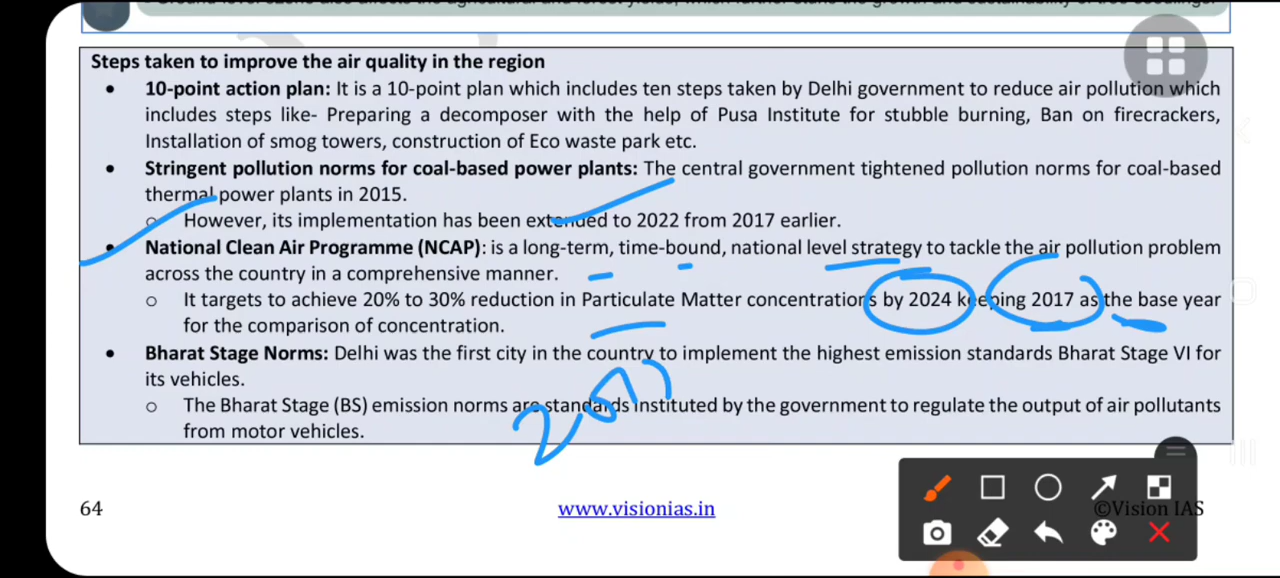 Steps taken to improve the air quality in the region
• 10-point action plan: It is a 10-point plan which includes ten steps taken by Delhi government to reduce air pollution which
includes steps like- Preparing a decomposer with the help of Pusa Institute for stubble burning, Ban on firecrackers,
Installation of smog towers, construction of Eco waste park etc.
• Stringent pollution norms for coal-based power plants: The central government tightened pollution norms for coal-based
thermal power plants in 2015.
o However, its implementation has been extended to 2022 from 2017 earlier.
• National Clean Air Programme (NCAP): is a long-term, time-bound, national level strategy to tackle the air pollution problem
across the country in a comprehensive manner.
o It targets to achieve 20% to 30% reduction in Particulate Matter concentrations by 2024 keeping 2017 as the base year
for the comparison of concentration.
• Bharat Stage Norms: Delhi was the first city in the country to implement the highest emission standards Bharat Stage VI for
its vehicles.
o The Bharat Stage (BS) emission norms are standards instituted by the government to regulate the output of air pollutants
from motor vehicles.
2017
64
www.visionias.in
©Vision IAS